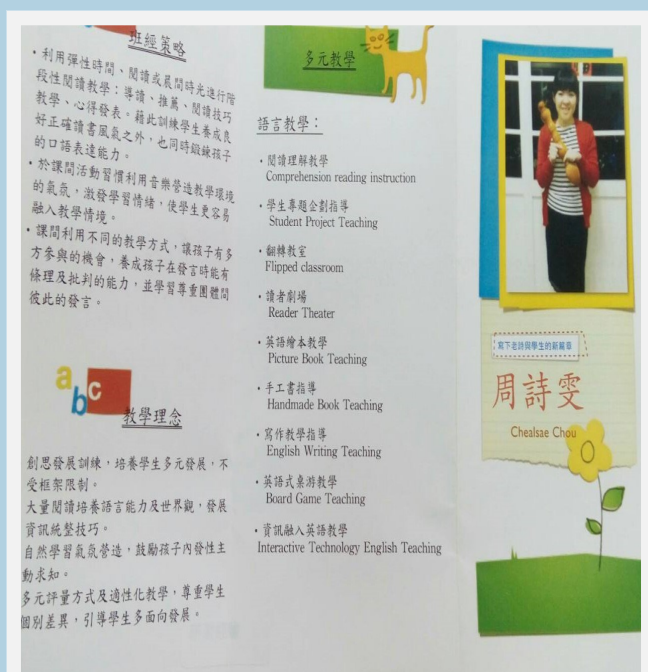 班經策略
・利用彈性時間、閱讀或晨間時光進行階
段性閱讀教學：導讀、推薦、閱讀技巧
教學、心得發表。藉此訓練學生養成良
好正確讀書風氣之外，也同時鍛鍊孩子
的口語表達能力。
・於課間活動習慣利用音樂營造教學環境
的氣氛，激發學習情緒，使學生更容易
融入教學情境。
・課間利用不同的教學方式，讓孩子有多
方參與的機會，養成孩子在發言時能有
條理及批判的能力，並學習尊重團體間
彼此的發言。
abc
教學理念
創思發展訓練，培養學生多元發展，不
受框架限制。
大量閱讀培養語言能力及世界觀，發展
資訊統整技巧。
自然學習氣氛營造，鼓勵孩子內發性主
動求知。
多元評量方式及適性化教學，尊重學生
個別差異，引導學生多面向發展。
多元教學
語言教學：
・閱讀理解教學
Comprehension reading instruction
・學生專題企劃指導
Student Project Teaching
・翻轉教室
Flipped classroom
・讀者劇場
Reader Theater
・英語繪本教學
Picture Book Teaching
・手工書指導
Handmade Book Teaching
・寫作教學指導
English Writing Teaching
・英語式桌游教學
Board Game Teaching
・資訊融入英語教學
Interactive Technology English Teaching
寫下老詩與學生的新篇章
周詩雯
Chealsae Chou